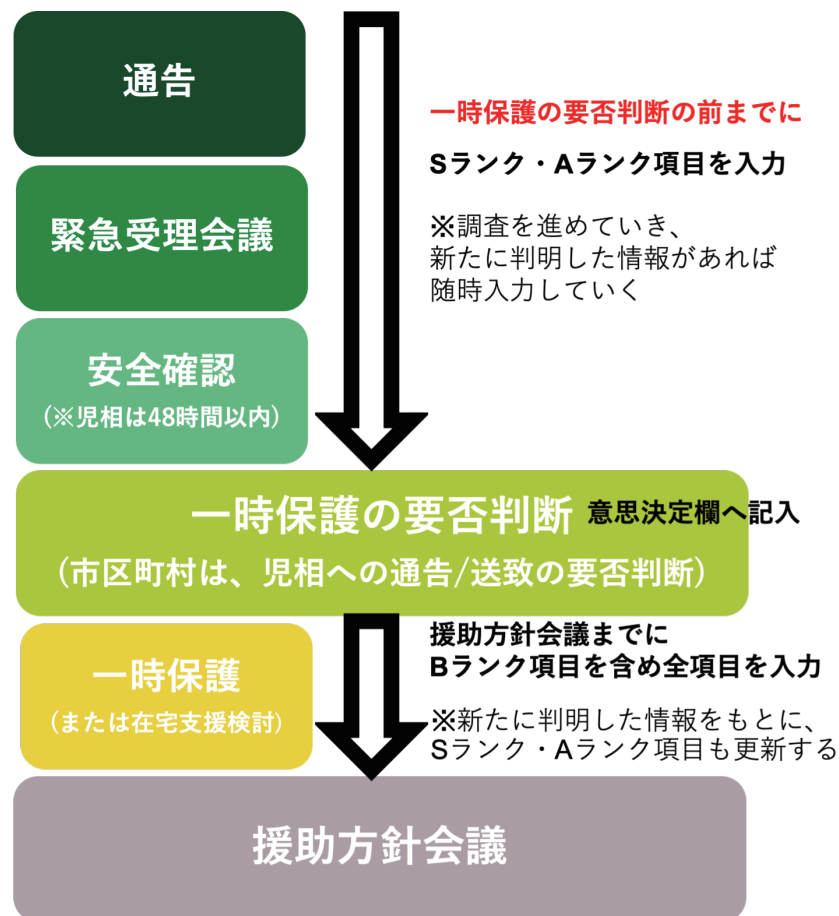 通告
一時保護の要否判断の前までに
Sランク・Aランク項目を入力
緊急受理会議
※調査を進めていき、
新たに判明した情報があれば
随時入力していく
安全確認
(※児相は48時間以内)
一時保護の要否判断
意思決定欄へ記入
(市区町村は、児相への通告/送致の要否判断)
援助方針会議までに
Bランク項目を含め全項目を入力
一時保護
(または在宅支援検討)
※新たに判明した情報をもとに、
Sランク・Aランク項目も更新する
援助方針会議